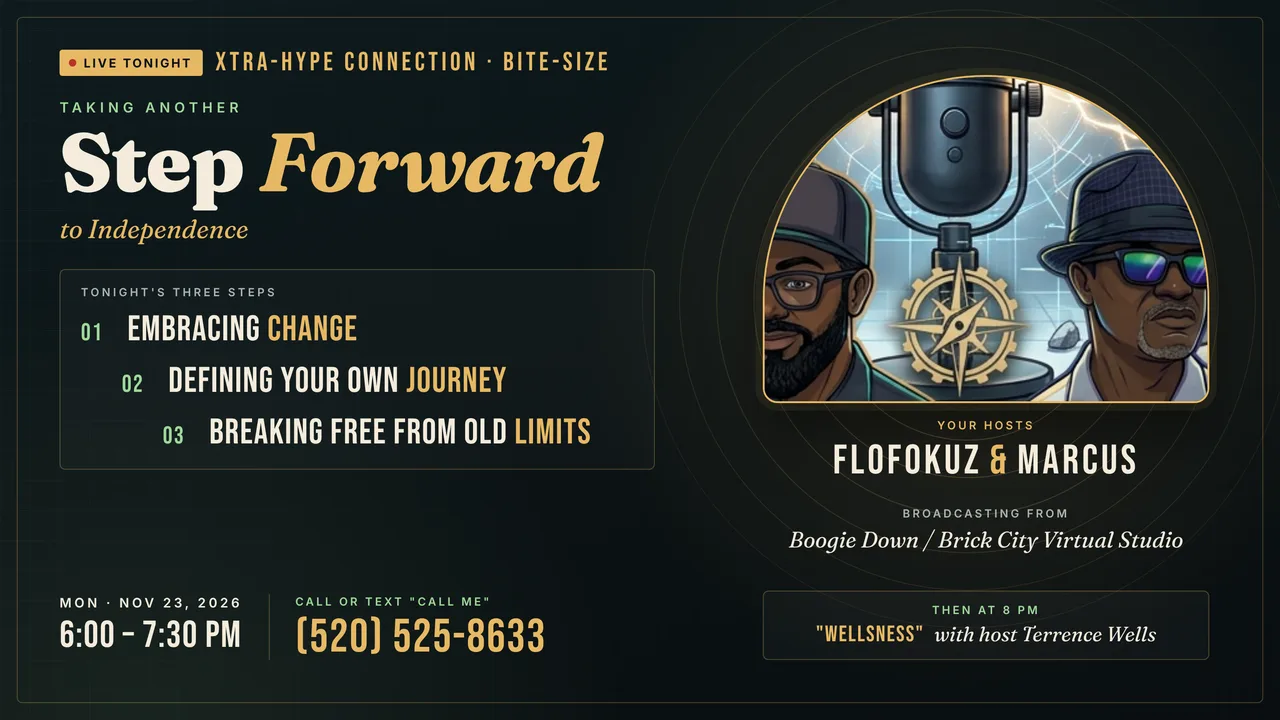 LIVE TONIGHT
XTRA-HYPE CONNECTION · BITE-SIZE
TAKING ANOTHER
Step Forward
to Independence
TONIGHT'S THREE STEPS
01 EMBRACING CHANGE
02 DEFINING YOUR OWN JOURNEY
03 BREAKING FREE FROM OLD LIMITS
MON · NOV 23, 2026
6:00 – 7:30 PM
CALL OR TEXT "CALL ME"
(520) 525-8633
YOUR HOSTS
FLOFOKUZ & MARCUS
BROADCASTING FROM
Boogie Down / Brick City Virtual Studio
THEN AT 8 PM
"WELLSNESS" with host Terrence Wells